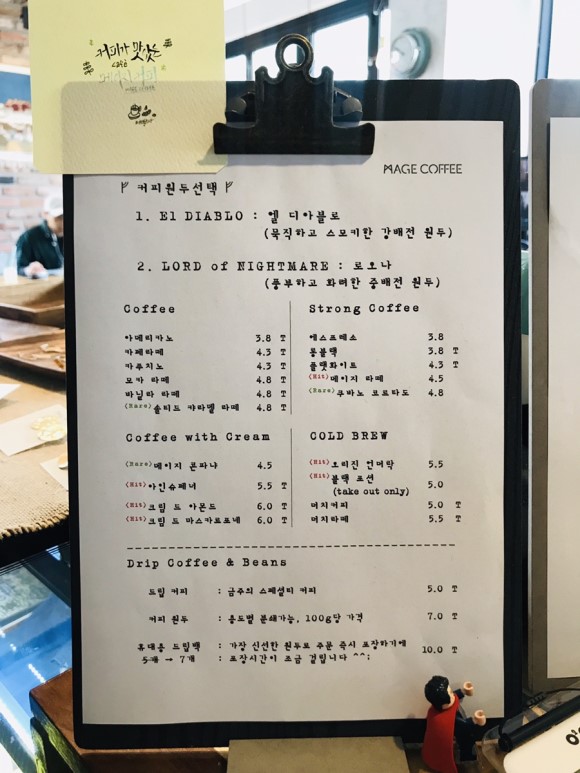 커피가 맛있는
MAGE COFFEE
커피원두선택
1. El DIABLO : 엘 디아블로
(묵직하고 스모키한 강배전 원두)
2. LORD of NIGHTMARE : 로오나
(풍부하고 화려한 중배전 원두)
Coffee
아메리카노 3.8 T
카페라떼 4.3 T
카푸치노 4.3 T
모카 라떼 4.8 T
바닐라 라떼 4.8 T
(Rare) 솔티드 캬라멜 라떼 4.8 T
Strong Coffee
에스프레소 3.8
롱블랙 3.8 T
플랫화이트 4.3 T
(Hit) 메이지 라떼 4.5
(Rare) 쿠바노 코르타도 4.8
Coffee with Cream
(Rare) 메이지 콘파냐 4.5
(Hit) 아인슈페너 5.5 T
(Hit) 크림 드 아몬드 6.0 T
(Hit) 크림 드 마스카르포네 6.0 T
COLD BREW
(Hit) 오리진 언더락 5.5
(Hit) 블랙 포션 5.0
(take out only)
더치커피 5.0 T
더치라떼 5.5 T
Drip Coffee & Beans
드립 커피 : 금주의 스페셜티 커피 5.0 T
커피 원두 : 용도별 분쇄가능, 100g당 가격 7.0 T
휴대용 드립백 : 가장 신선한 원두로 주문 즉시 포장하기에 10.0 T
5개 → 7개 : 포장시간이 조금 걸립니다 ^^;